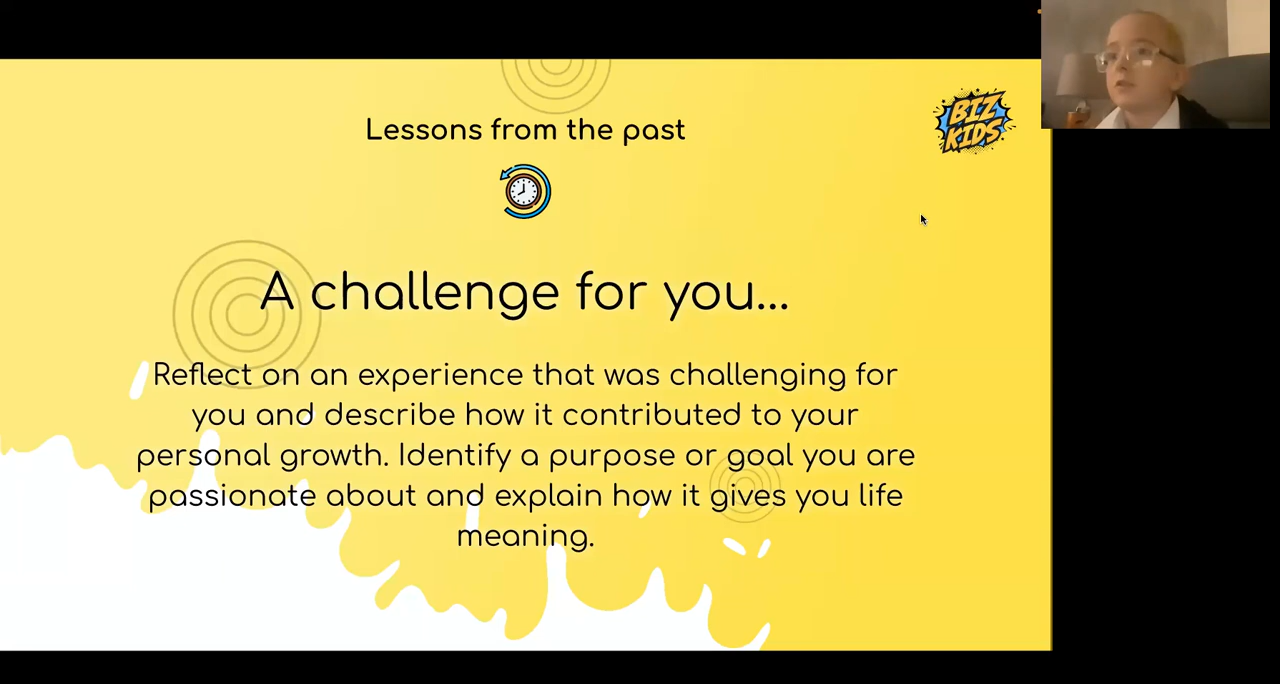 Lessons from the past
BIZ
KIDS
A challenge for you...
Reflect on an experience that was challenging for
you and describe how it contributed to your
personal growth. Identify a purpose or goal you are
passionate about and explain how it gives you life
meaning.